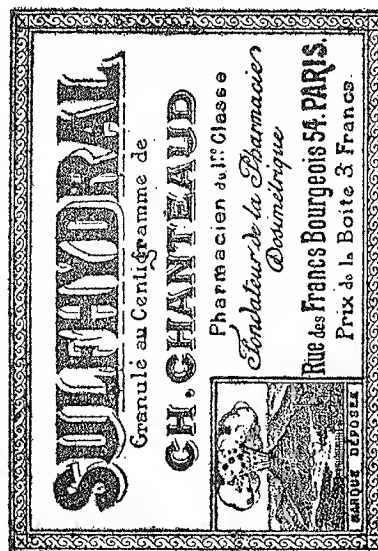 SULFHYDRAL
Granulé au Centigramme de
CH. CHANTEAUD
Pharmacien de 1re Classe
Fondateur de la Pharmacie
Dosimétrique
Rue des Francs Bourgeois 54. PARIS.
Prix de la Boite 3 Francs.
MARQUE DÉPOSÉE